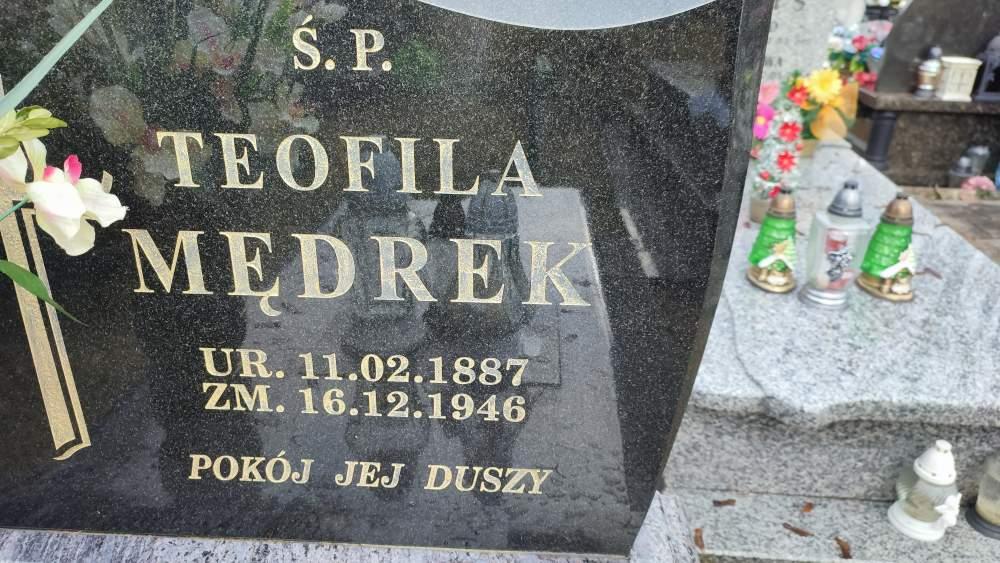 Ś. P.
TEOFILA
MĘDREK
UR. 11.02.1887
ZM. 16.12.1946
POKÓJ JEJ DUSZY